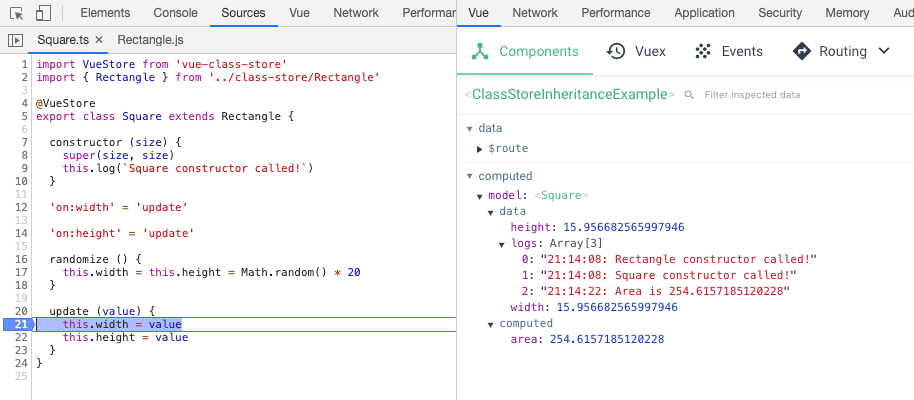 Elements Console Sources Vue Network Performan
Square.ts × Rectangle.js
1 import VueStore from 'vue-class-store'
2 import { Rectangle } from '../class-store/Rectangle'
3
4 @VueStore
5 export class Square extends Rectangle {
6
7 constructor (size) {
8 super(size, size)
9 this.log(`Square constructor called!`)
10 }
11
12 'on:width' = 'update'
13
14 'on:height' = 'update'
15
16 randomize () {
17 this.width = this.height = Math.random() * 20
18 }
19
20 update (value) {
21 this.width = value
22 this.height = value
23 }
24 }
25
Vue Network Performance Application Security Memory Aud
Components Vuex Events Routing
<ClassStoreInheritanceExample> Filter inspected data
data
$route
computed
model: <Square>
data
height: 15.956682565997946
logs: Array[3]
0: "21:14:08: Rectangle constructor called!"
1: "21:14:08: Square constructor called!"
2: "21:14:22: Area is 254.6157185120228"
width: 15.956682565997946
computed
area: 254.6157185120228